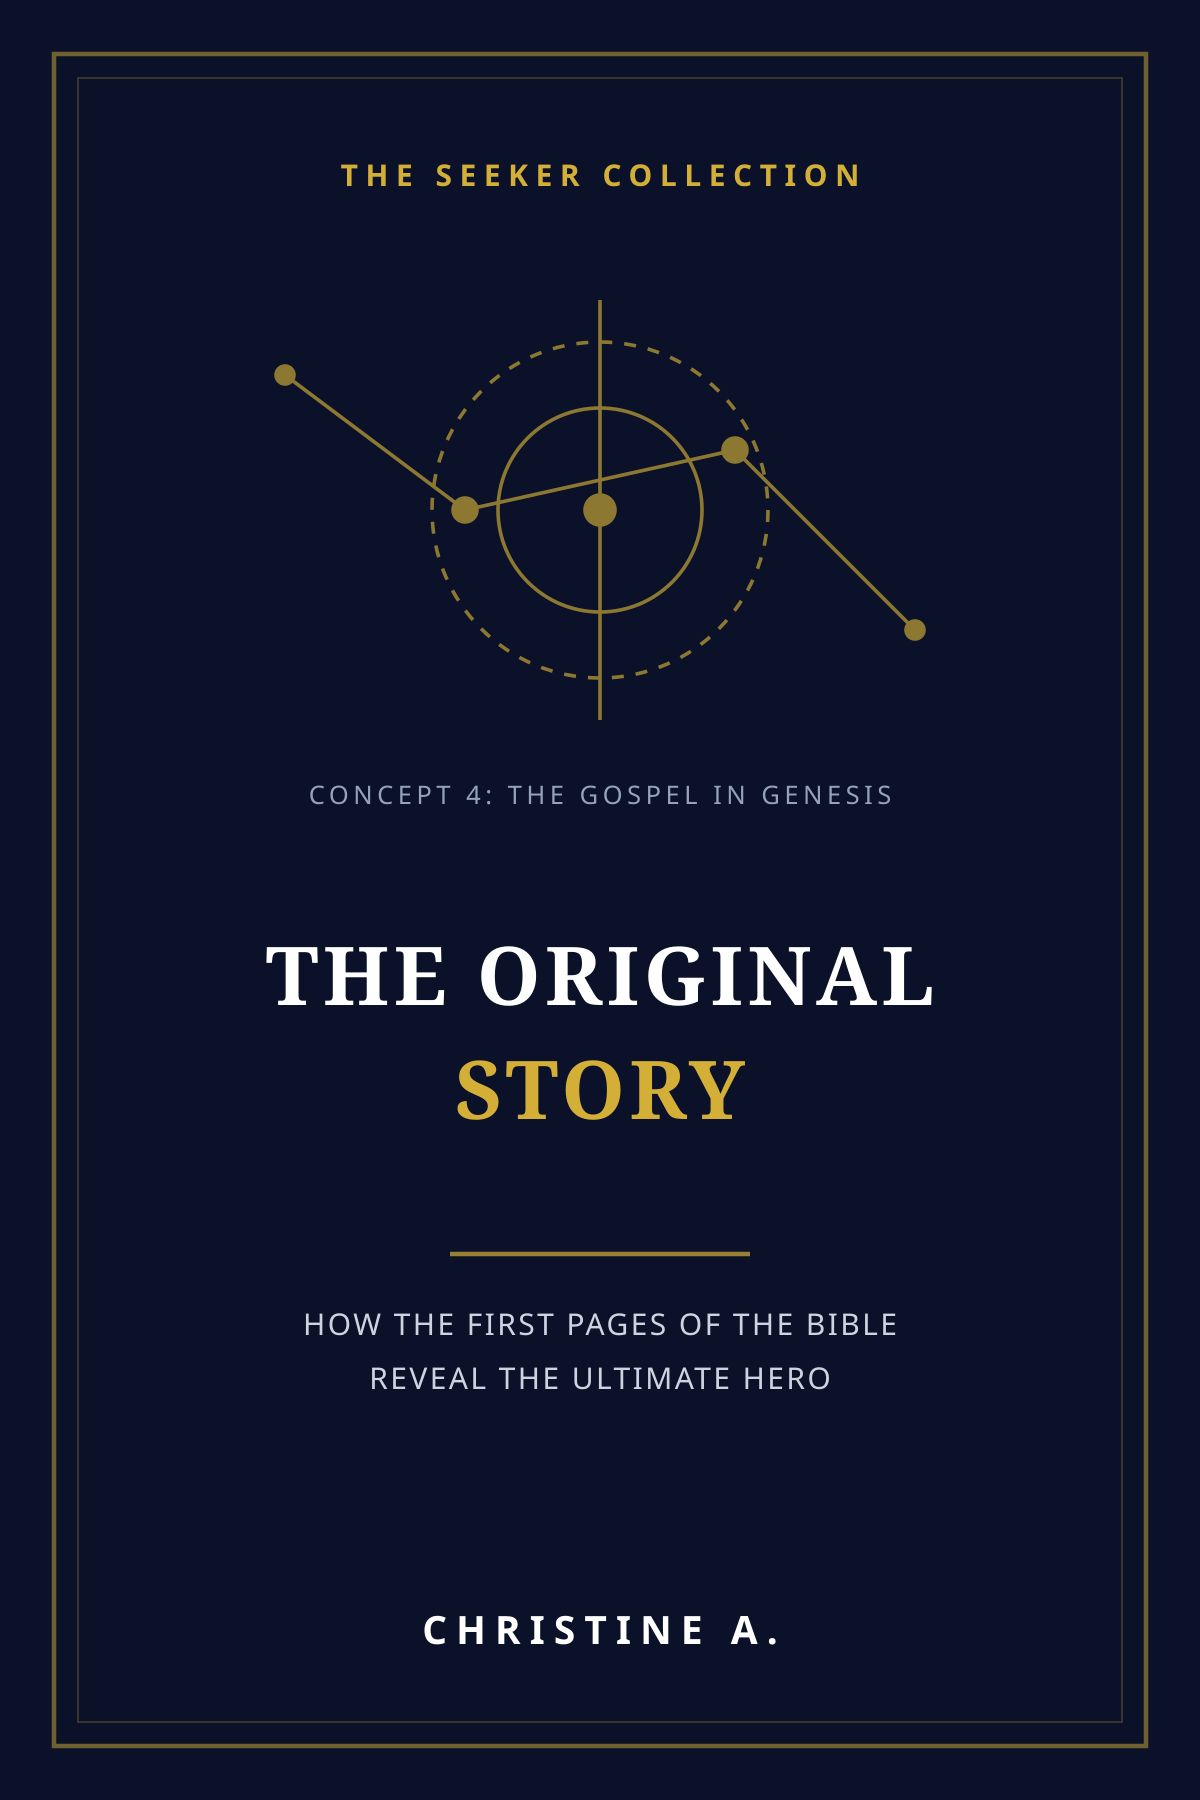 THE SEEKER COLLECTION
CONCEPT 4: THE GOSPEL IN GENESIS
THE ORIGINAL
STORY
HOW THE FIRST PAGES OF THE BIBLE
REVEAL THE ULTIMATE HERO
CHRISTINE A.